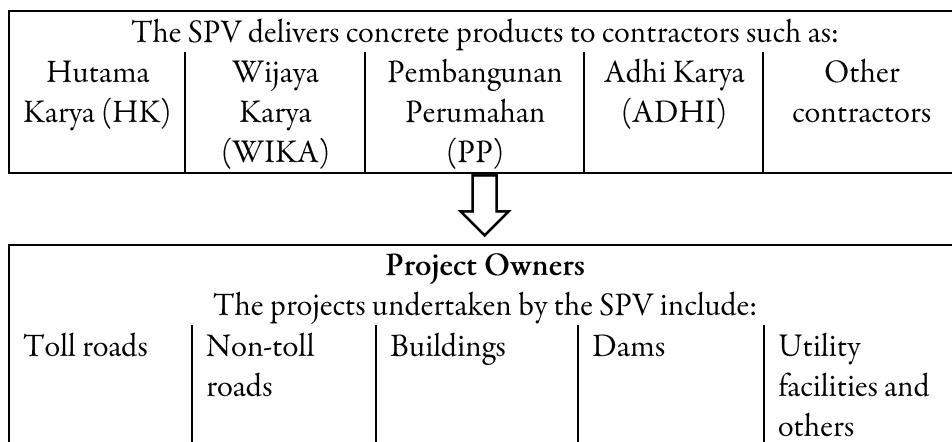 The SPV delivers concrete products to contractors such as:
Hutama
Karya (HK)
Wijaya
Karya
(WIKA)
Pembangunan
Perumahan
(PP)
Adhi Karya
(ADHI)
Other
contractors
Project Owners
The projects undertaken by the SPV include:
Toll roads
Non-toll
roads
Buildings
Dams
Utility
facilities and
others